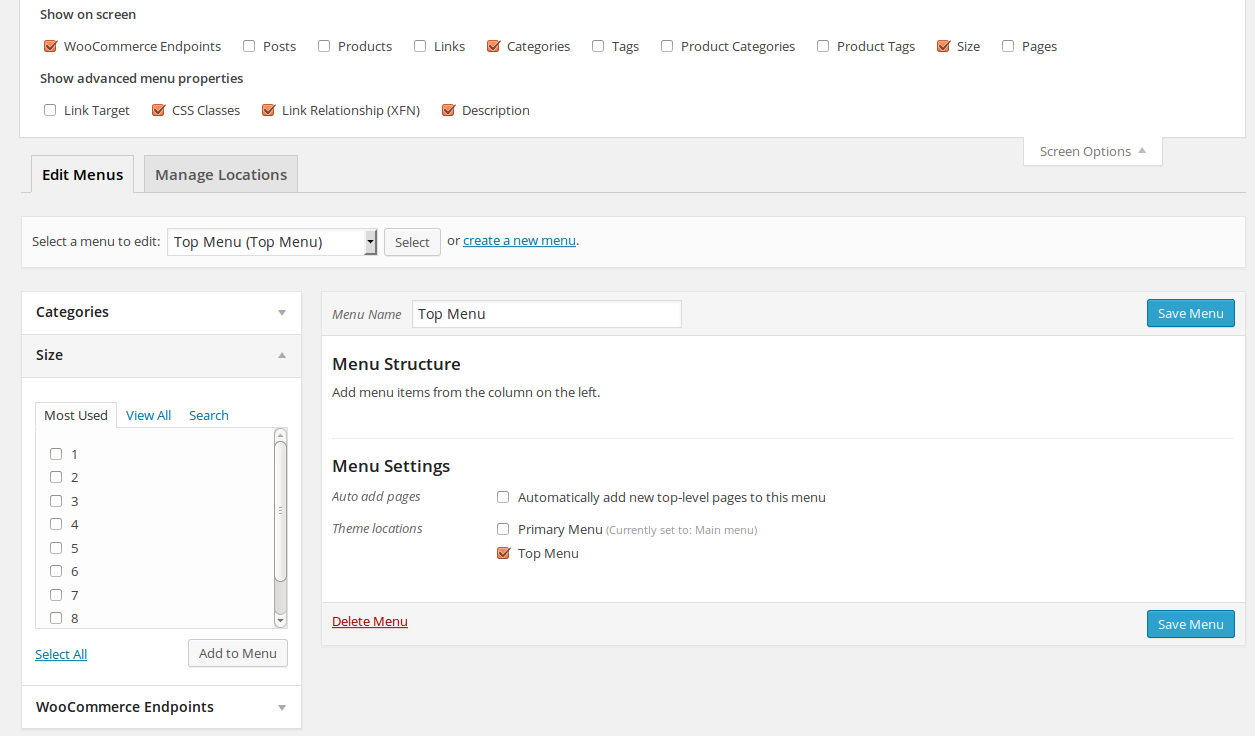 Show on screen
WooCommerce Endpoints Posts Products Links Categories Tags Product Categories Product Tags Size Pages
Show advanced menu properties
Link Target CSS Classes Link Relationship (XFN) Description
Screen Options
Edit Menus Manage Locations
Select a menu to edit: Top Menu (Top Menu) Select or create a new menu.
Categories
Size
Most Used View All Search
1
2
3
4
5
6
7
8
Select All Add to Menu
WooCommerce Endpoints
Menu Name Top Menu Save Menu
Menu Structure
Add menu items from the column on the left.
Menu Settings
Auto add pages Automatically add new top-level pages to this menu
Theme locations Primary Menu (Currently set to: Main menu)
Top Menu
Delete Menu Save Menu